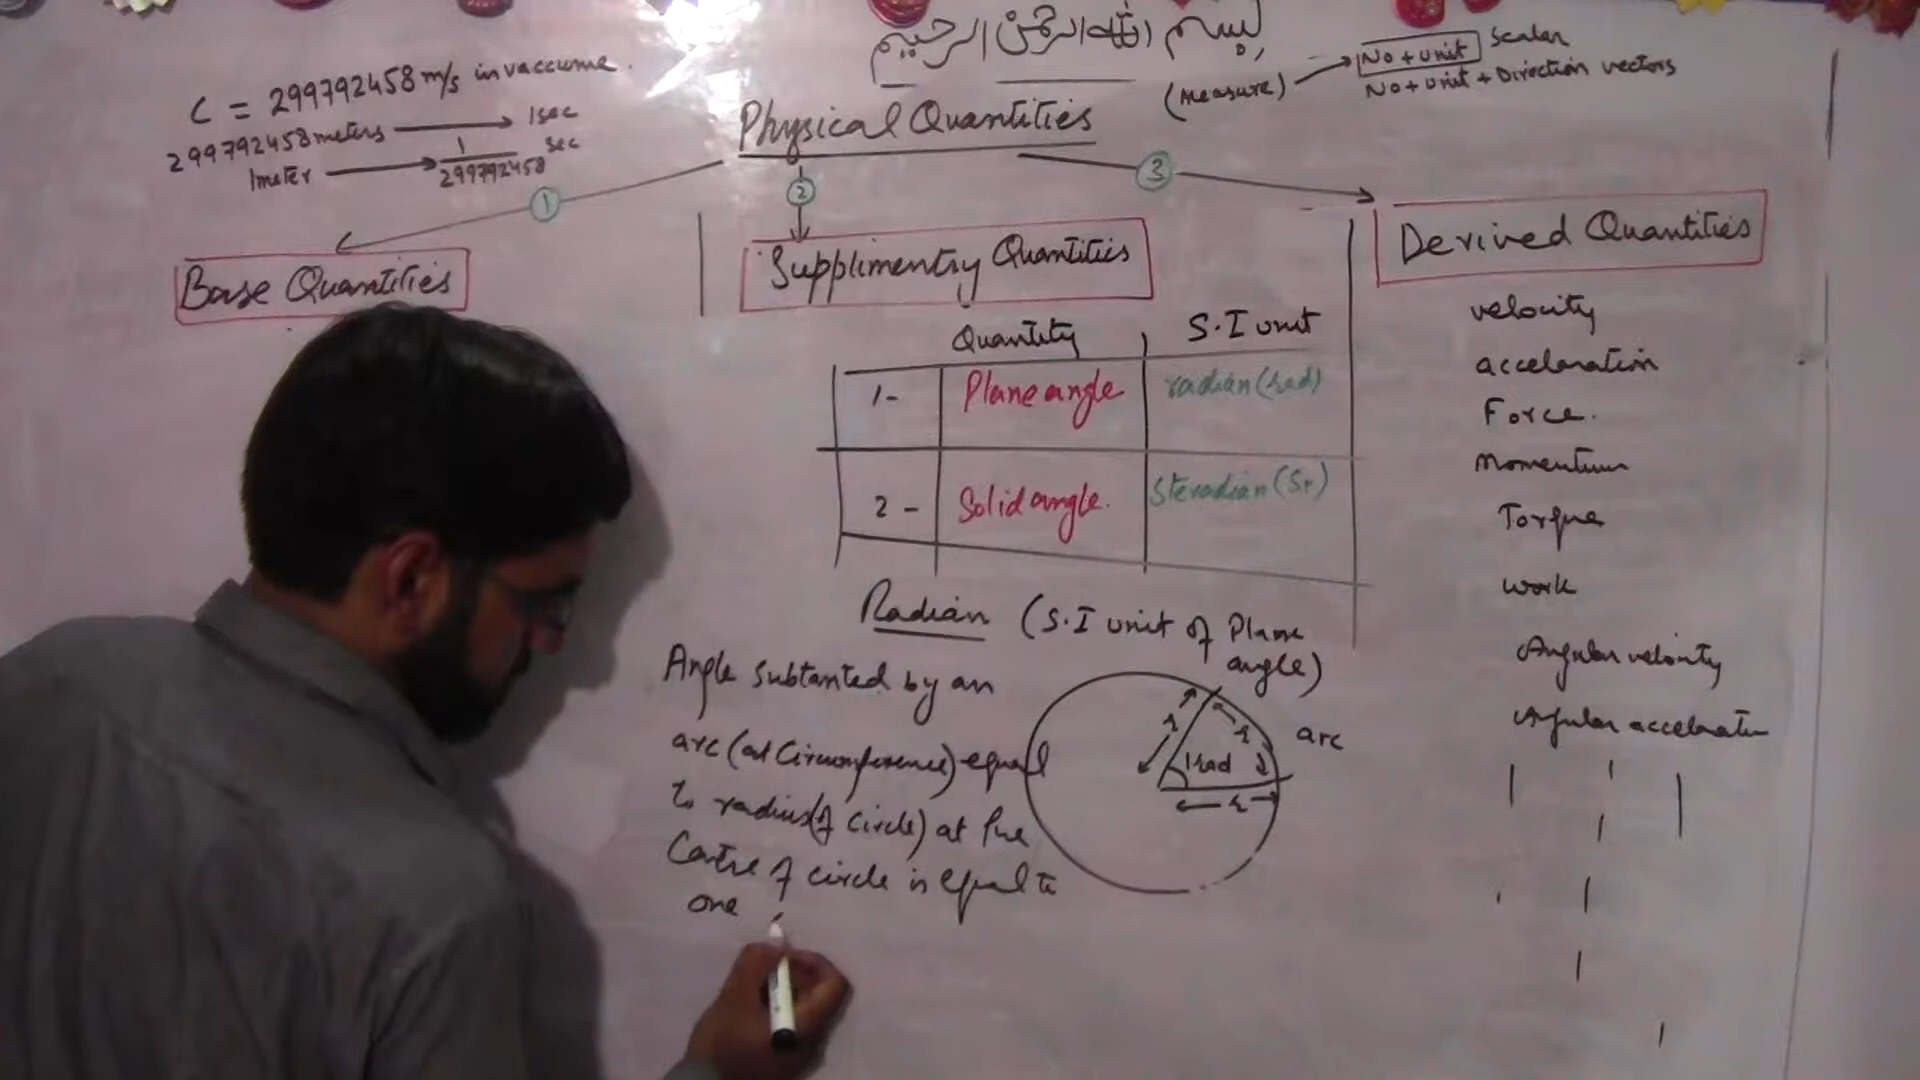 بسم الله الرحمن الرحيم
C = 299792458 m/s in vaccume.
299792458 meters → 1 sec
1 meter → 1/299792458 sec
(measure) → No + unit Scalar
No + unit + Direction vectors
Physical Quantities
1
2
3
Base Quantities
Supplimentry Quantities
Derived Quantities
Quantity S.I unit
1- Plane angle radian (rad)
2 - Solid angle. Steradian (Sr)
Radian (S.I unit of Plane
angle)
Angle Subtanted by an
arc (at Circumference) equal
to radius (of circle) at the
Centre of circle is equal to
one
r
r
1 rad
r
arc
velocity
acceleration
Force.
Momentum
Torque
work
Angular velocity